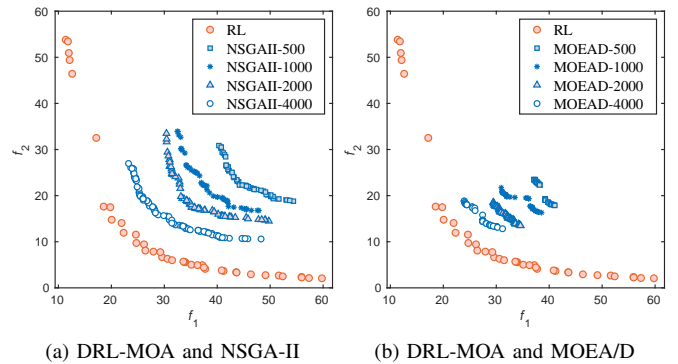 60
50
40
30
20
10
0
10 20 30 40 50 60
f2
f1
RL
NSGAII-500
NSGAII-1000
NSGAII-2000
NSGAII-4000
(a) DRL-MOA and NSGA-II
60
50
40
30
20
10
0
10 20 30 40 50 60
f2
f1
RL
MOEAD-500
MOEAD-1000
MOEAD-2000
MOEAD-4000
(b) DRL-MOA and MOEA/D